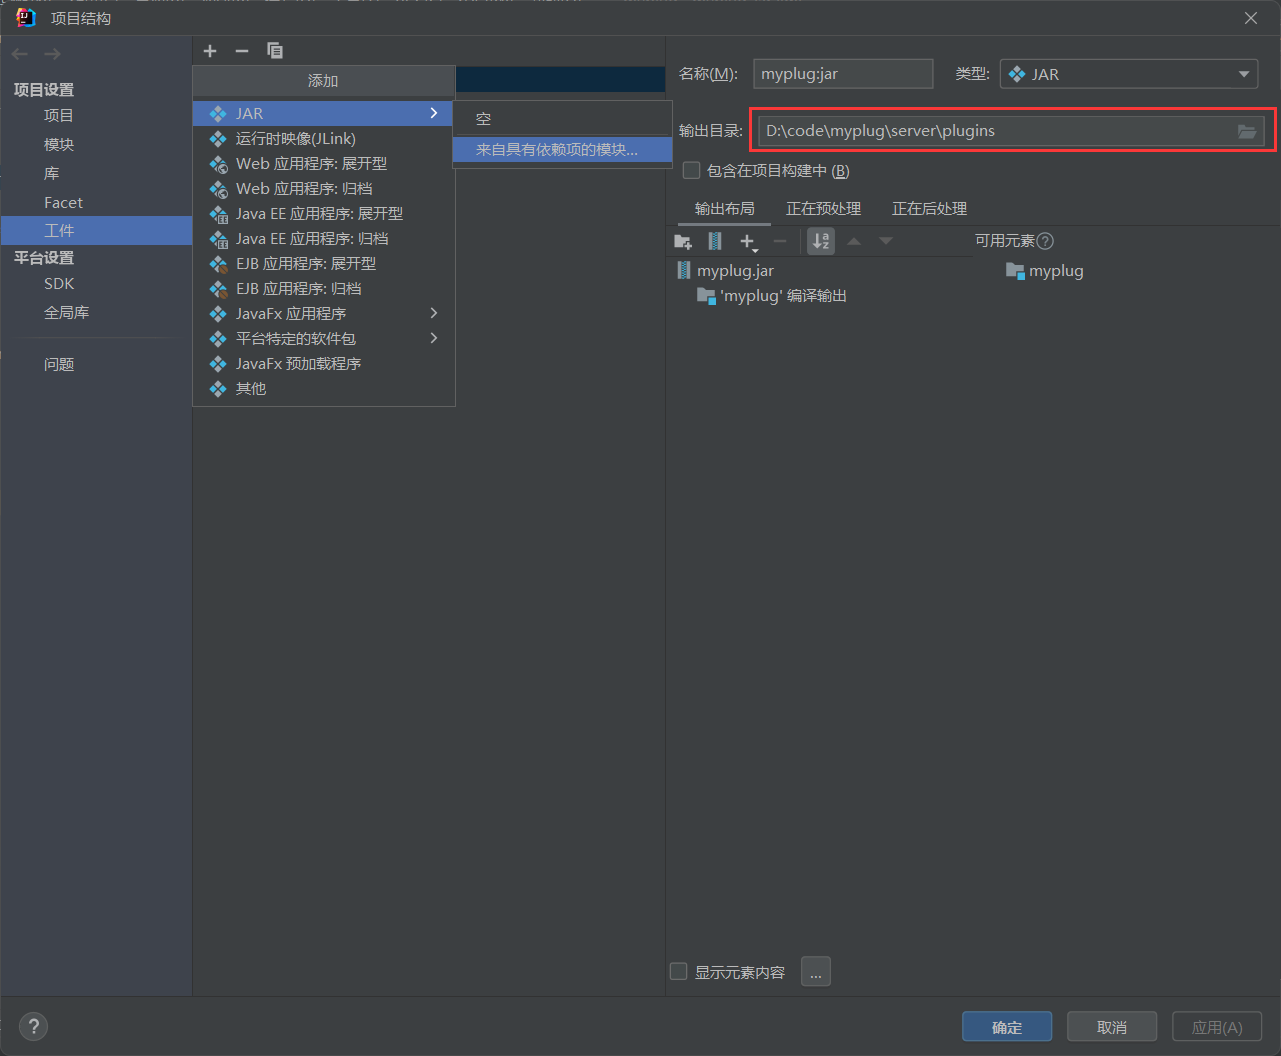 项目结构
项目设置
项目
模块
库
Facet
工件
平台设置
SDK
全局库
问题
添加
JAR
运行时映像(JLink)
Web 应用程序: 展开型
Web 应用程序: 归档
Java EE 应用程序: 展开型
Java EE 应用程序: 归档
EJB 应用程序: 展开型
EJB 应用程序: 归档
JavaFx 应用程序
平台特定的软件包
JavaFx 预加载程序
其他
空
来自具有依赖项的模块...
名称(M): myplug:jar 类型: JAR
输出目录: D:\code\myplug\server\plugins
包含在项目构建中 (B)
输出布局 正在预处理 正在后处理
可用元素
myplug.jar
'myplug' 编译输出
myplug
显示元素内容 ...
? 确定 取消 应用(A)